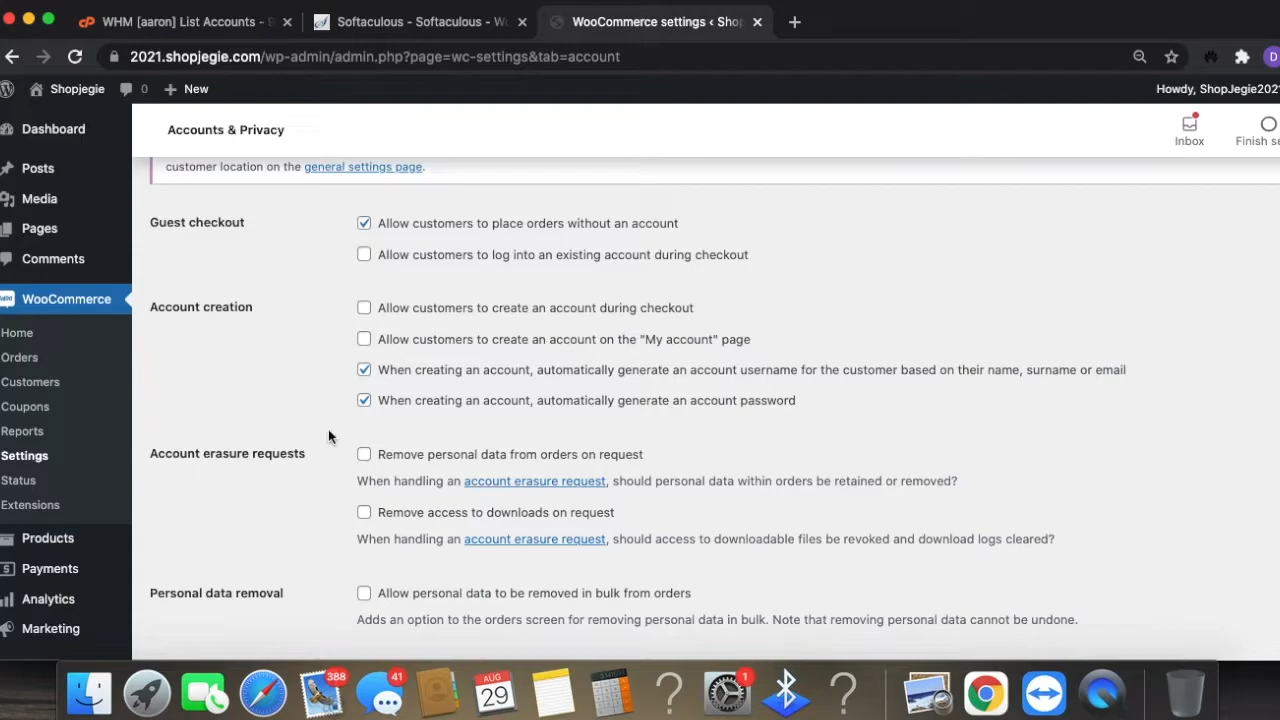 WHM [aaron] List Accounts - S
Softaculous - Softaculous - Wo
WooCommerce settings ‹ Shop
2021.shopjegie.com/wp-admin/admin.php?page=wc-settings&tab=account
D
Shopjegie
0
New
Howdy, ShopJegie2021
Dashboard
Posts
Media
Pages
Comments
WooCommerce
Home
Orders
Customers
Coupons
Reports
Settings
Status
Extensions
Products
Payments
Analytics
Marketing
Accounts & Privacy
Inbox
Finish se
customer location on the general settings page.
Guest checkout
Allow customers to place orders without an account
Allow customers to log into an existing account during checkout
Account creation
Allow customers to create an account during checkout
Allow customers to create an account on the "My account" page
When creating an account, automatically generate an account username for the customer based on their name, surname or email
When creating an account, automatically generate an account password
Account erasure requests
Remove personal data from orders on request
When handling an account erasure request, should personal data within orders be retained or removed?
Remove access to downloads on request
When handling an account erasure request, should access to downloadable files be revoked and download logs cleared?
Personal data removal
Allow personal data to be removed in bulk from orders
Adds an option to the orders screen for removing personal data in bulk. Note that removing personal data cannot be undone.
388
41
AUG
29
1